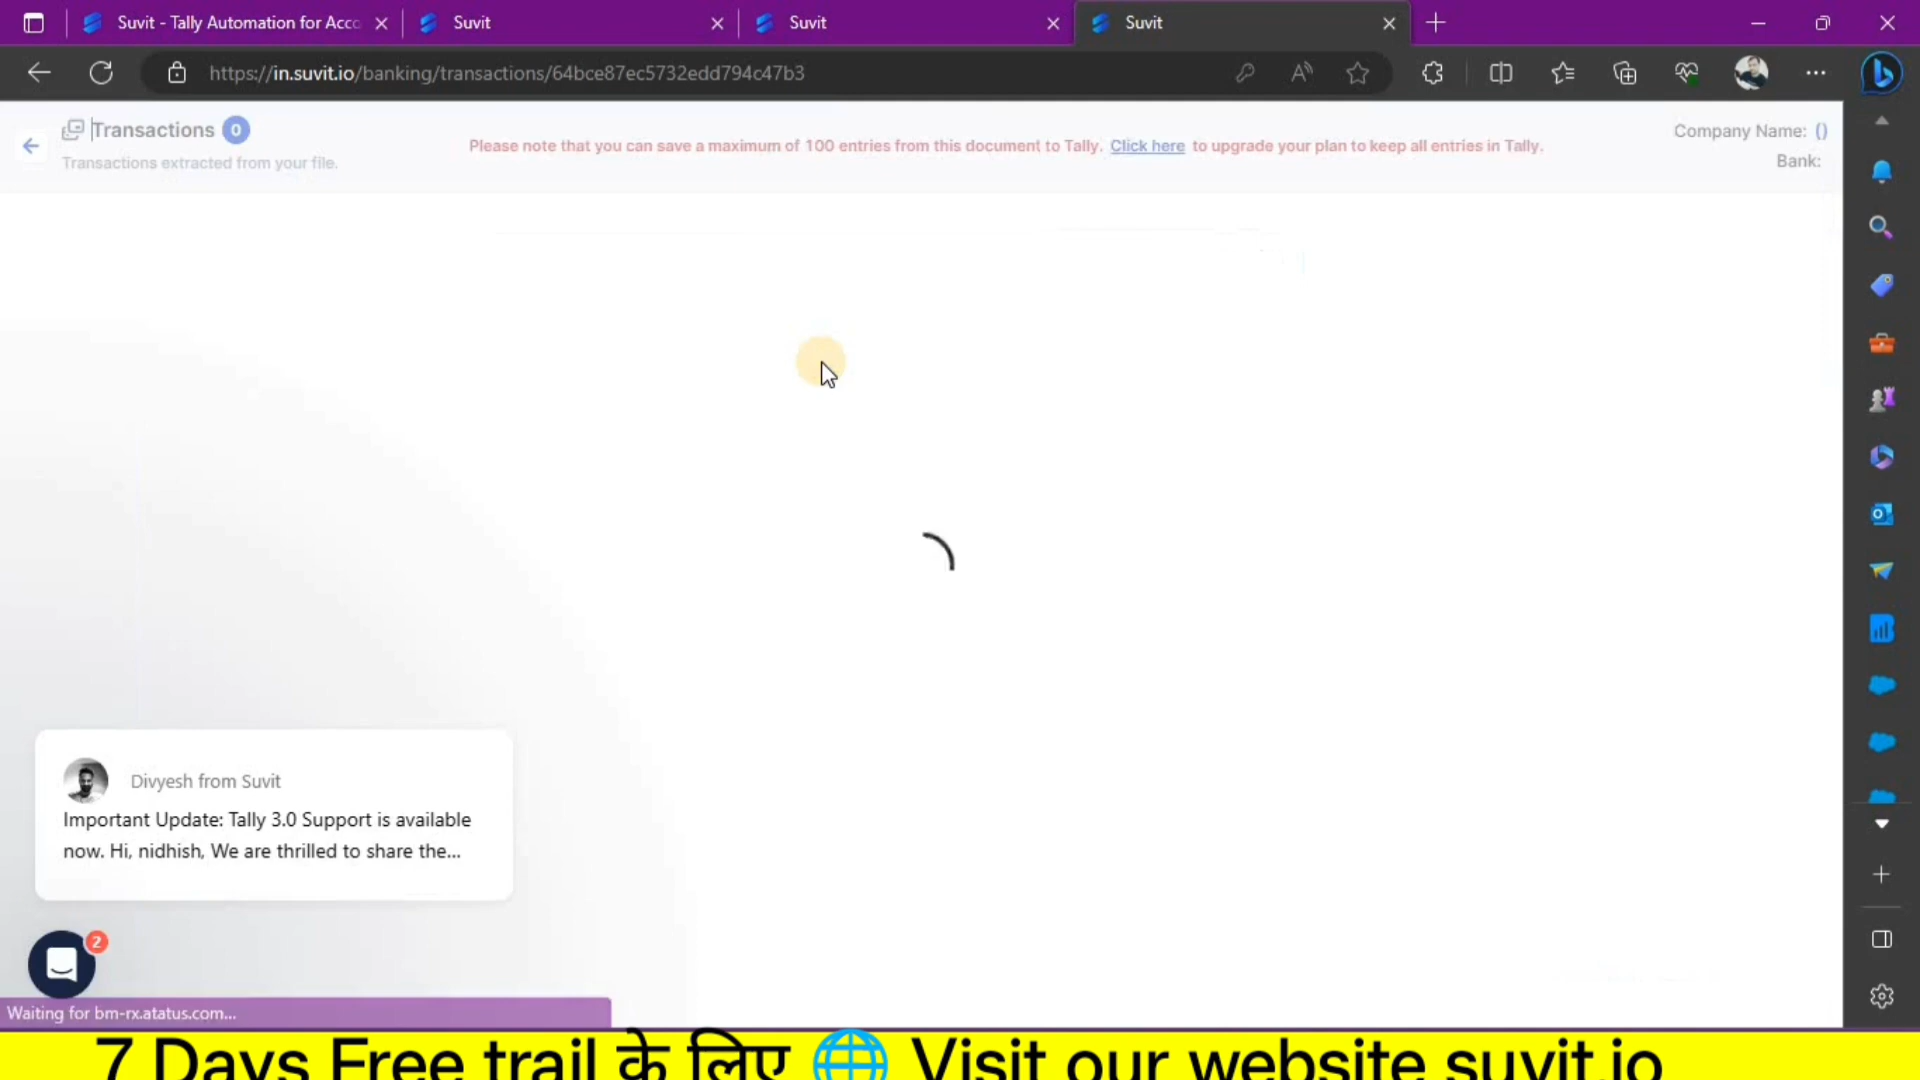 Suvit - Tally Automation for Acco
Suvit
Suvit
Suvit
https://in.suvit.io/banking/transactions/64bce87ec5732edd794c47b3
Transactions 0
Transactions extracted from your file.
Please note that you can save a maximum of 100 entries from this document to Tally. Click here to upgrade your plan to keep all entries in Tally.
Company Name: ()
Bank:
Divyesh from Suvit
Important Update: Tally 3.0 Support is available
now. Hi, nidhish, We are thrilled to share the...
2
Waiting for bm-rx.atatus.com...
7 Days Free trail के लिए 🌐 Visit our website suvit.io